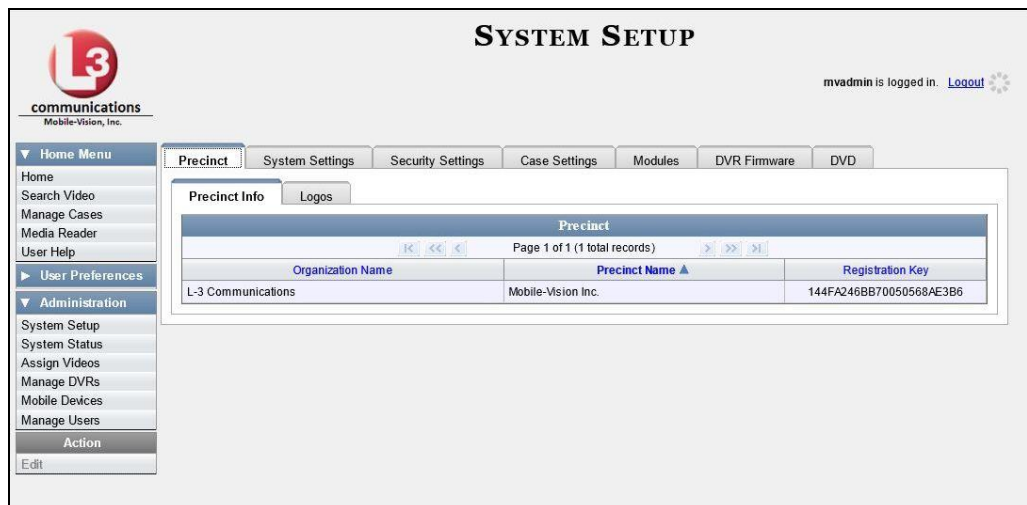 SYSTEM SETUP
L3
communications
Mobile-Vision, Inc.
mvadmin is logged in. Logout
▼ Home Menu
Home
Search Video
Manage Cases
Media Reader
User Help
▶ User Preferences
▼ Administration
System Setup
System Status
Assign Videos
Manage DVRs
Mobile Devices
Manage Users
Action
Edit
Precinct System Settings Security Settings Case Settings Modules DVR Firmware DVD
Precinct Info Logos
Precinct
Page 1 of 1 (1 total records)
Organization Name Precinct Name ▲ Registration Key
L-3 Communications Mobile-Vision Inc. 144FA246BB70050568AE3B6